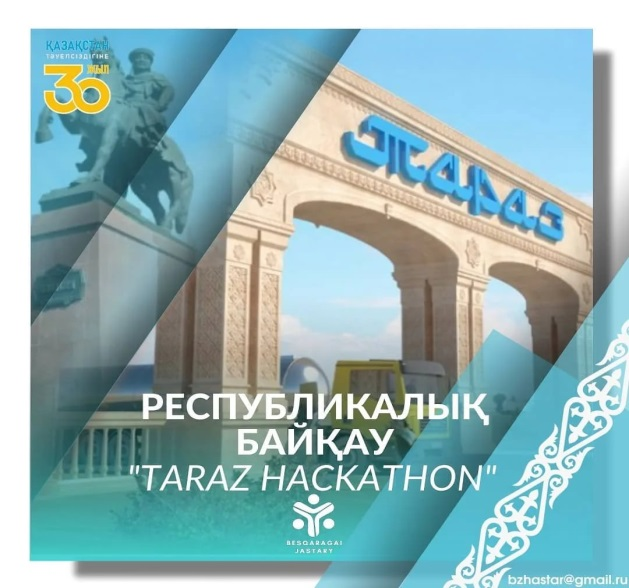 ҚАЗАҚСТАН
ТӘУЕЛСІЗДІГІНЕ
30 ЖЫЛ
Тараз
РЕСПУБЛИКАЛЫҚ
БАЙҚАУ
"TARAZ HACKATHON"
BESQARAGAI
JASTARY
bzhastar@gmail.ru